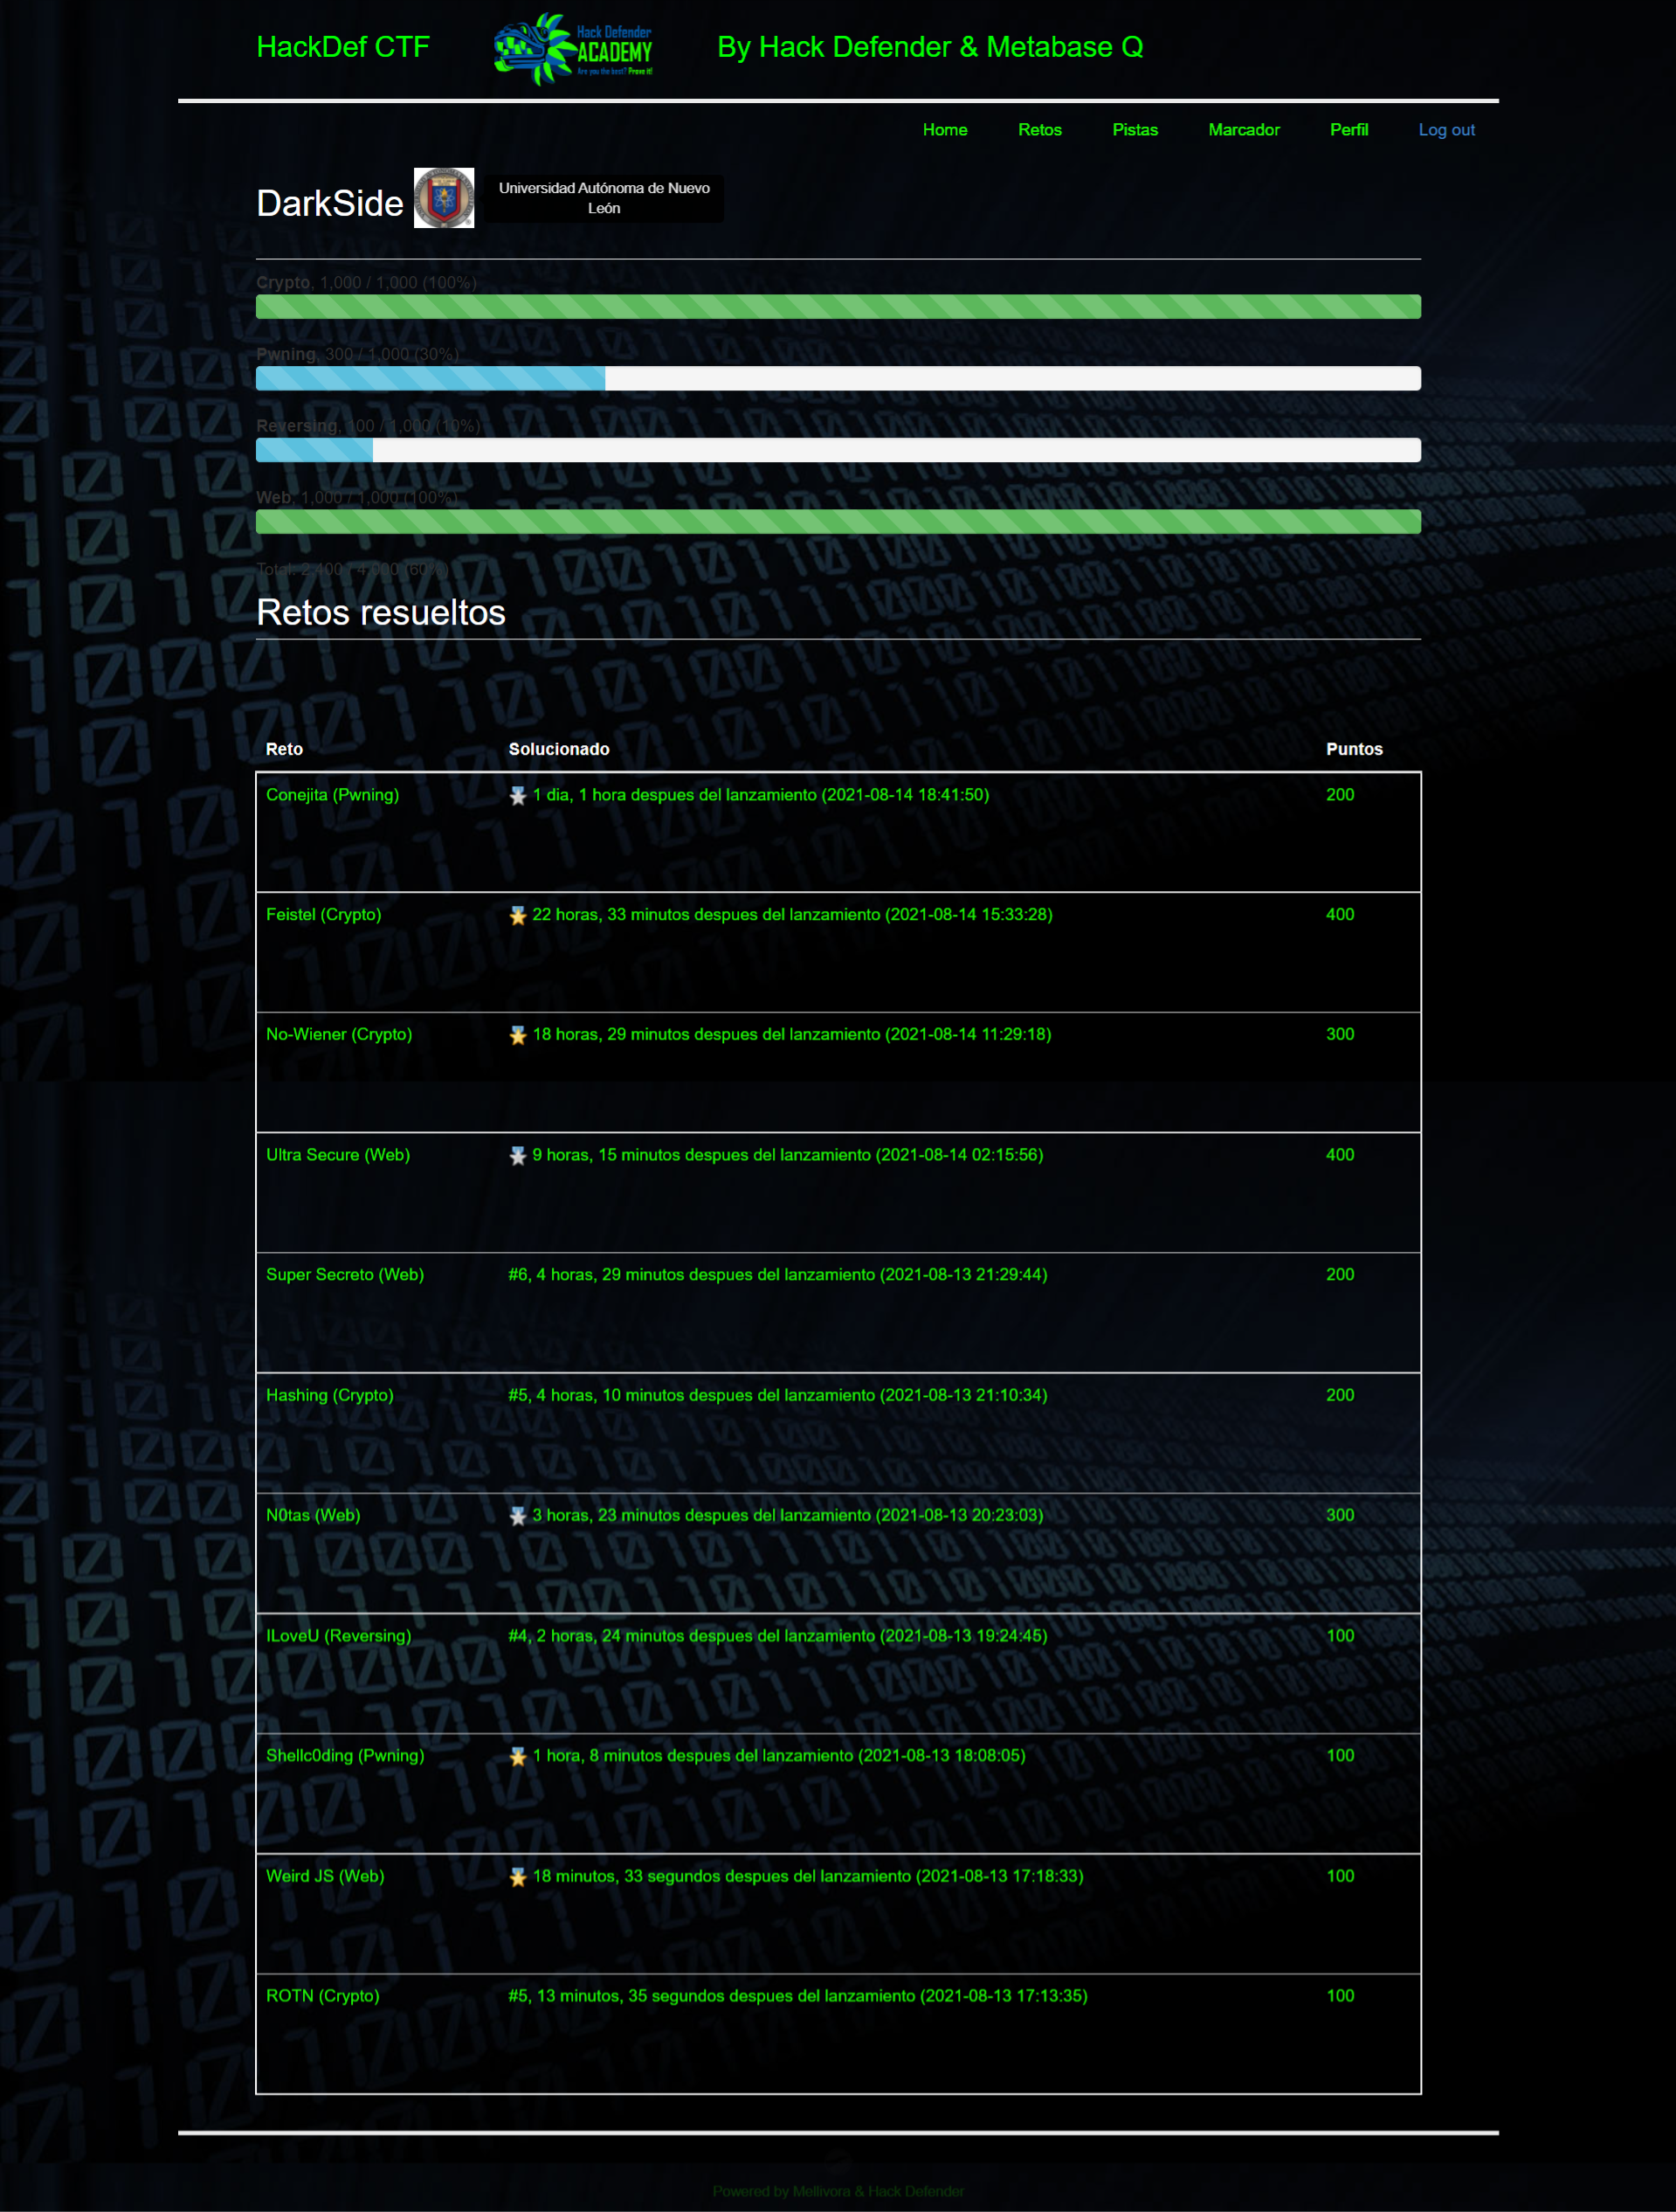 HackDef CTF
Hack Defender
ACADEMY
Are you the best? Prove it!
By Hack Defender & Metabase Q
Home Retos Pistas Marcador Perfil Log out
DarkSide
Universidad Autónoma de Nuevo
León
Crypto, 1,000 / 1,000 (100%)
Pwning, 300 / 1,000 (30%)
Reversing, 100 / 1,000 (10%)
Web, 1,000 / 1,000 (100%)
Total: 2,400 / 4,000 (60%)
Retos resueltos
Reto Solucionado Puntos
Conejita (Pwning) 1 dia, 1 hora despues del lanzamiento (2021-08-14 18:41:50) 200
Feistel (Crypto) 22 horas, 33 minutos despues del lanzamiento (2021-08-14 15:33:28) 400
No-Wiener (Crypto) 18 horas, 29 minutos despues del lanzamiento (2021-08-14 11:29:18) 300
Ultra Secure (Web) 9 horas, 15 minutos despues del lanzamiento (2021-08-14 02:15:56) 400
Super Secreto (Web) #6, 4 horas, 29 minutos despues del lanzamiento (2021-08-13 21:29:44) 200
Hashing (Crypto) #5, 4 horas, 10 minutos despues del lanzamiento (2021-08-13 21:10:34) 200
N0tas (Web) 3 horas, 23 minutos despues del lanzamiento (2021-08-13 20:23:03) 300
ILoveU (Reversing) #4, 2 horas, 24 minutos despues del lanzamiento (2021-08-13 19:24:45) 100
Shellc0ding (Pwning) 1 hora, 8 minutos despues del lanzamiento (2021-08-13 18:08:05) 100
Weird JS (Web) 18 minutos, 33 segundos despues del lanzamiento (2021-08-13 17:18:33) 100
ROTN (Crypto) #5, 13 minutos, 35 segundos despues del lanzamiento (2021-08-13 17:13:35) 100
Powered by Mellivora & Hack Defender